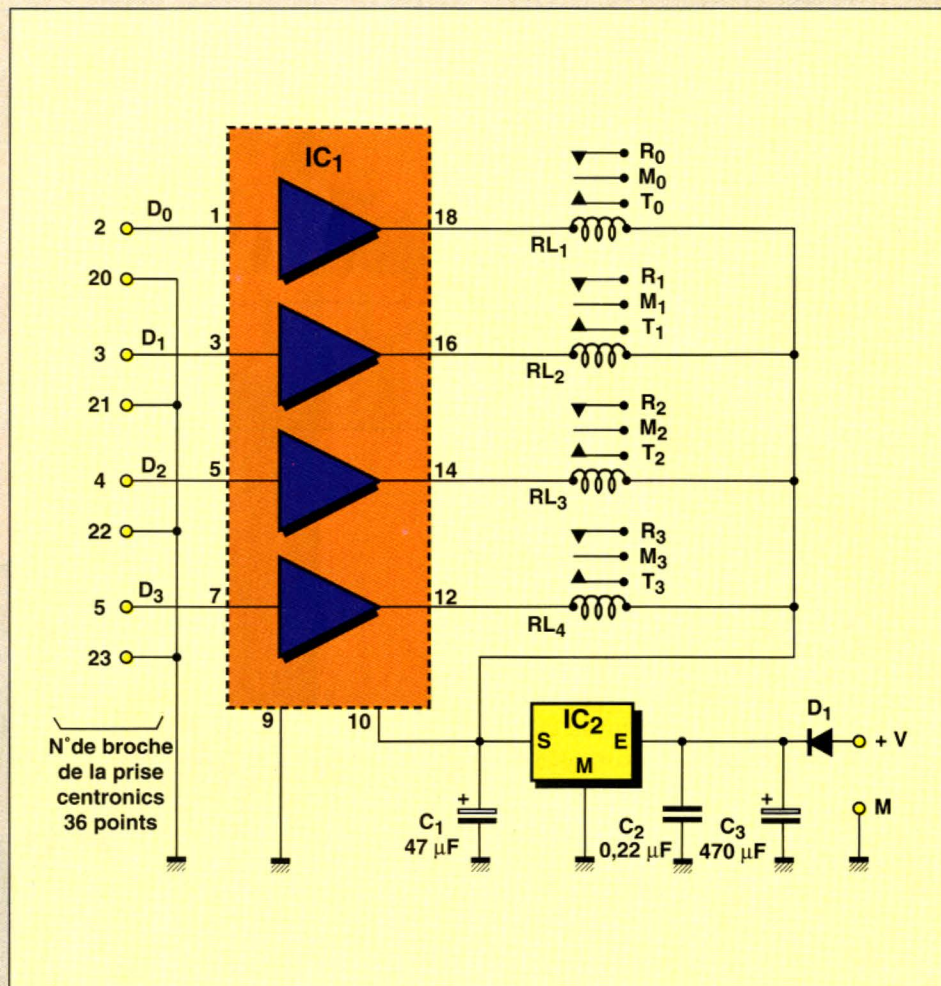 IC1
R0
M0
T0
2 D0 1 18 RL1
20
R1
M1
T1
3 D1 3 16 RL2
21
R2
M2
T2
4 D2 5 14 RL3
22
R3
M3
T3
5 D3 7 12 RL4
23
9 10
N°de broche
de la prise
centronics
36 points
IC2
S E
M
D1
+ V
M
+
C1
47 µF
C2
0,22 µF
+
C3
470 µF